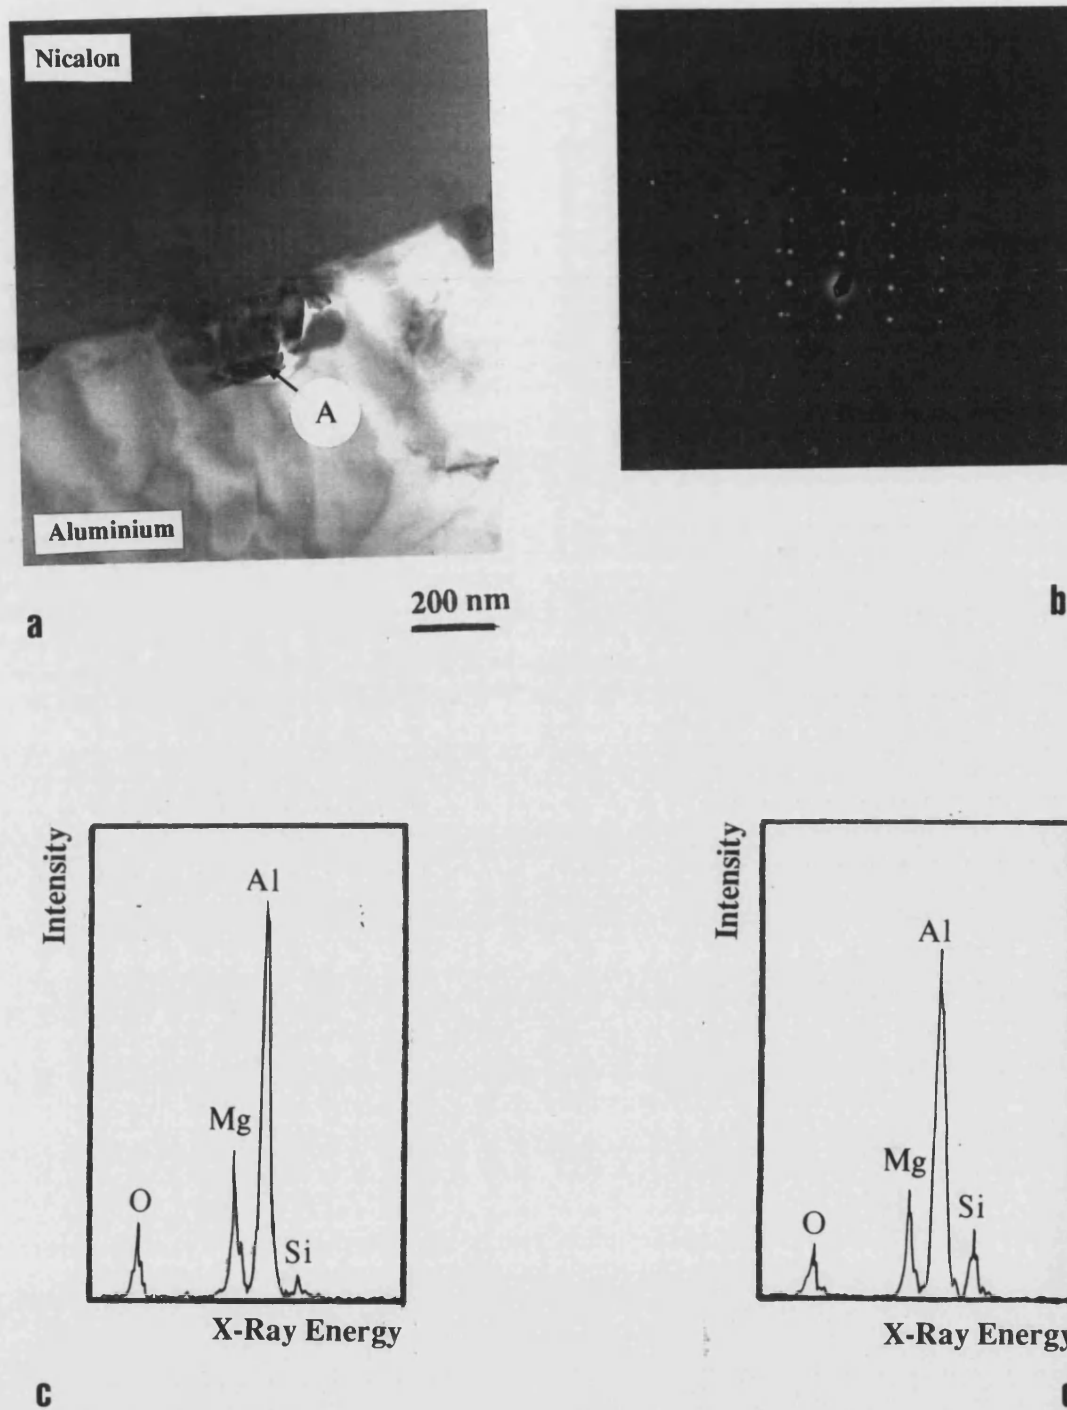 Nicalon
A
Aluminium
200 nm
a
b
Intensity
Al
Mg
O
Si
X-Ray Energy
c
Intensity
Al
Mg
O
Si
X-Ray Energy